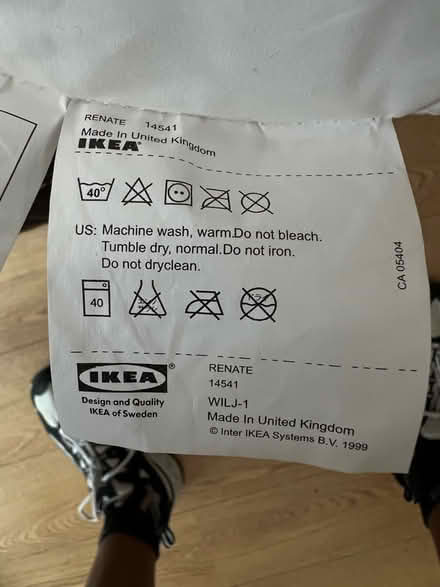 RENATE 14541
Made In United Kingdom
IKEA®
40°
US: Machine wash, warm.Do not bleach.
Tumble dry, normal.Do not iron.
Do not dryclean.
40
CA 05404
IKEA®
Design and Quality
IKEA of Sweden
RENATE
14541
WILJ-1
Made In United Kingdom
© Inter IKEA Systems B.V. 1999